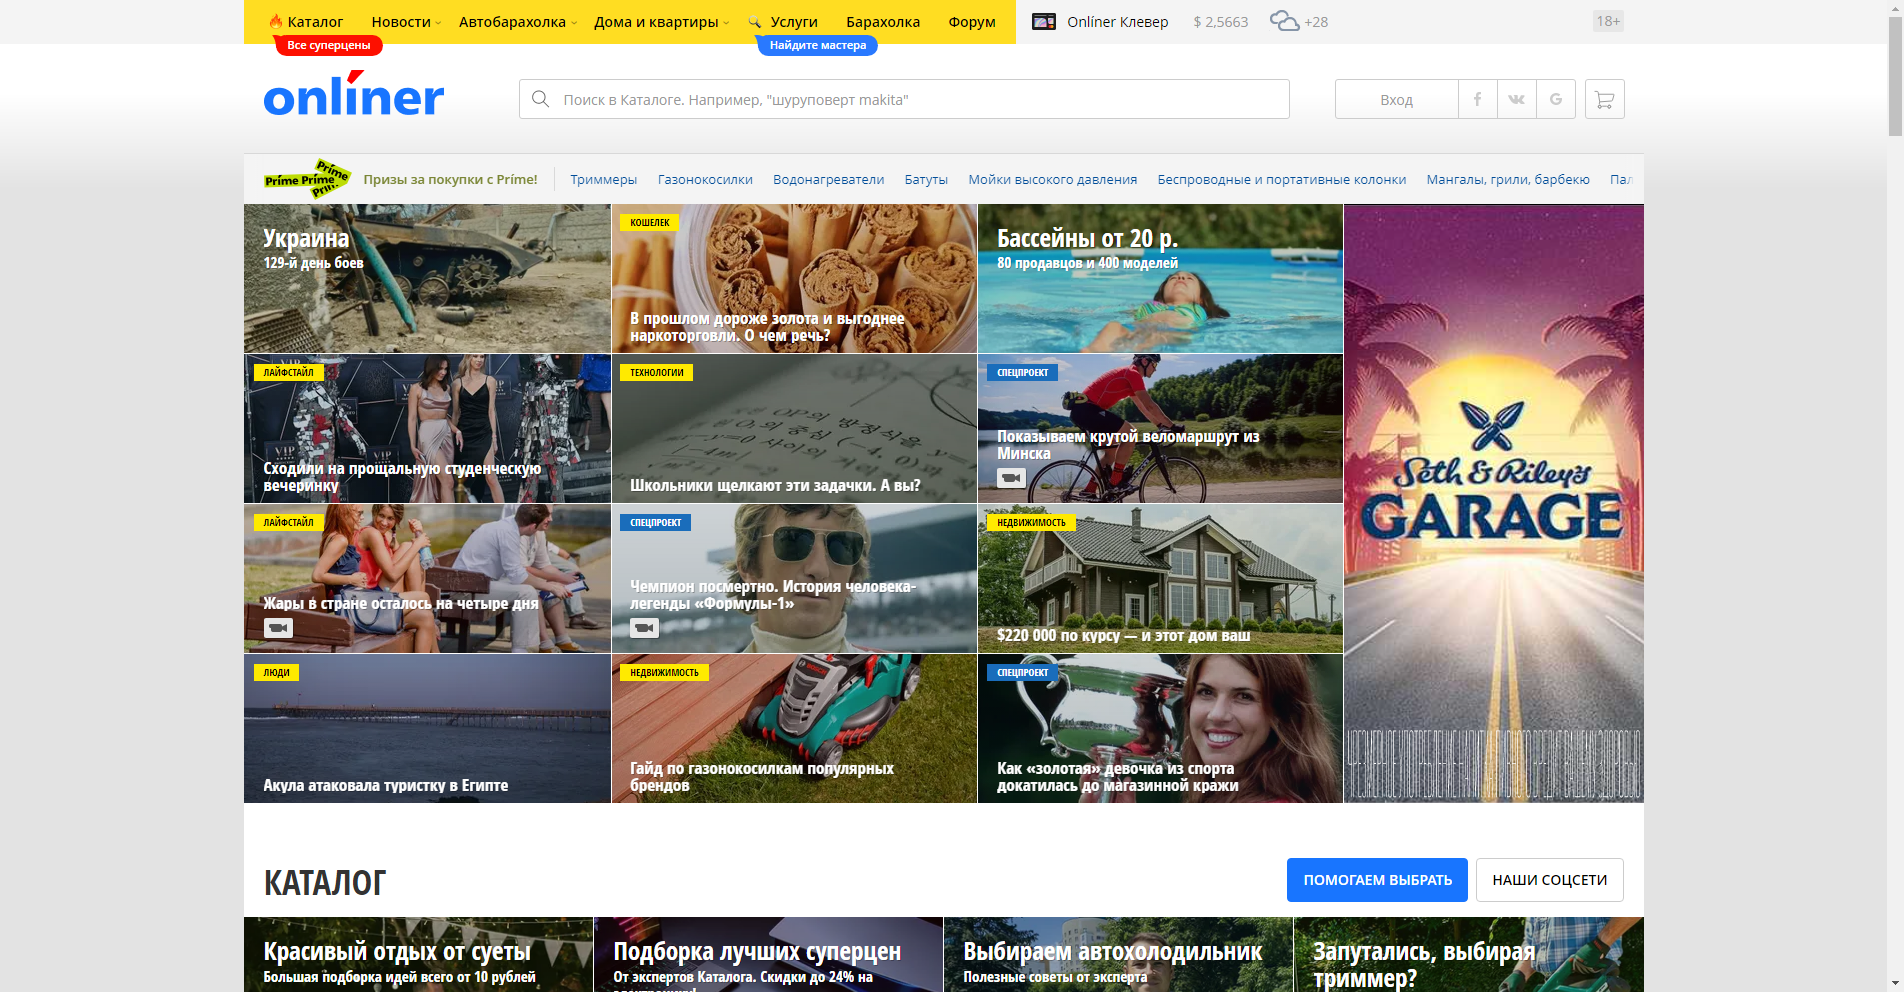 Каталог Новости Автобарахолка Дома и квартиры Услуги Барахолка Форум Onlíner Клевер $ 2,5663 +28 18+
Все суперцены Найдите мастера
onlíner
Поиск в Каталоге. Например, "шуруповерт makita"
Вход
Príme Príme Príme
Призы за покупки с Príme! Триммеры Газонокосилки Водонагреватели Батуты Мойки высокого давления Беспроводные и портативные колонки Мангалы, грили, барбекю Пал
Украина
129-й день боев
КОШЕЛЕК
В прошлом дороже золота и выгоднее
наркоторговли. О чем речь?
Бассейны от 20 р.
80 продавцов и 400 моделей
ЛАЙФСТАЙЛ
Сходили на прощальную студенческую
вечеринку
ТЕХНОЛОГИИ
Школьники щелкают эти задачки. А вы?
СПЕЦПРОЕКТ
Показываем крутой веломаршрут из
Минска
Seth & Riley's
GARAGE
ЛАЙФСТАЙЛ
Жары в стране осталось на четыре дня
СПЕЦПРОЕКТ
Чемпион посмертно. История человека-
легенды «Формулы-1»
НЕДВИЖИМОСТЬ
$220 000 по курсу — и этот дом ваш
ЛЮДИ
Акула атаковала туристку в Египте
НЕДВИЖИМОСТЬ
Гайд по газонокосилкам популярных
брендов
СПЕЦПРОЕКТ
Как «золотая» девочка из спорта
докатилась до магазинной кражи
КАТАЛОГ
ПОМОГАЕМ ВЫБРАТЬ
НАШИ СОЦСЕТИ
Красивый отдых от суеты
Большая подборка идей всего от 10 рублей
Подборка лучших суперцен
От экспертов Каталога. Скидки до 24% на
Выбираем автохолодильник
Полезные советы от эксперта
Запутались, выбирая
триммер?